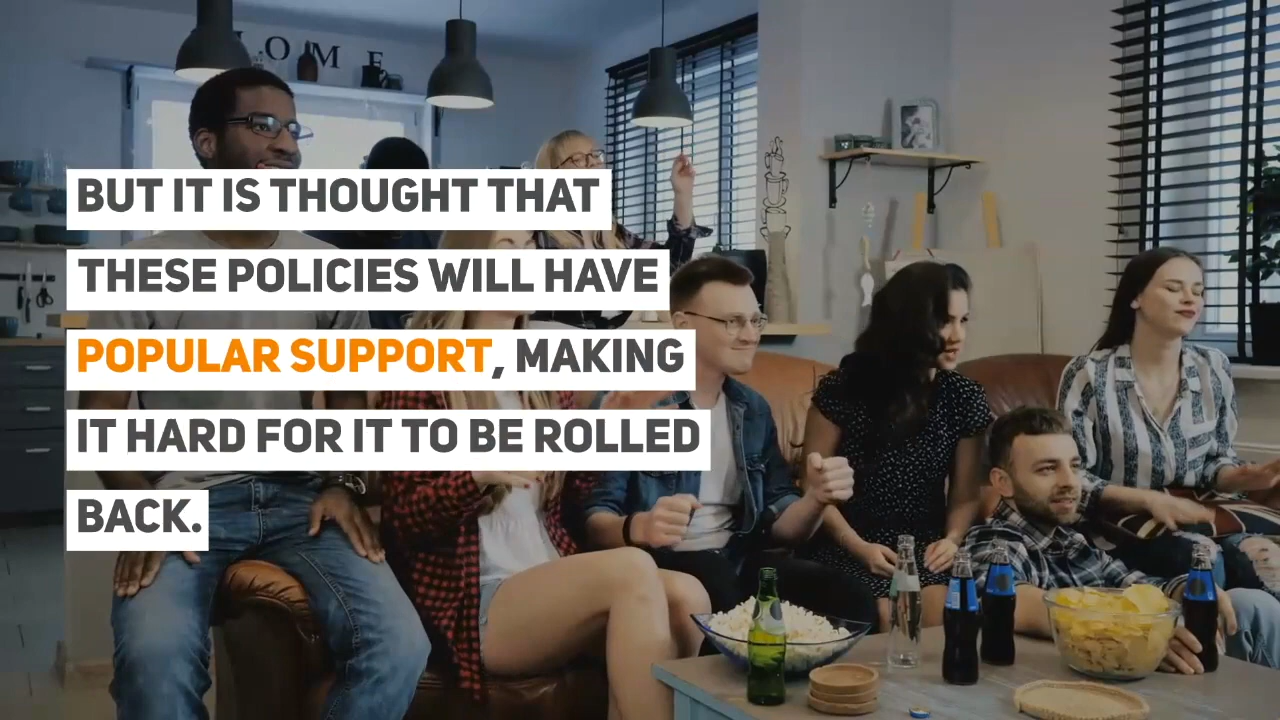 HOME
BUT IT IS THOUGHT THAT
THESE POLICIES WILL HAVE
POPULAR SUPPORT, MAKING
IT HARD FOR IT TO BE ROLLED
BACK.